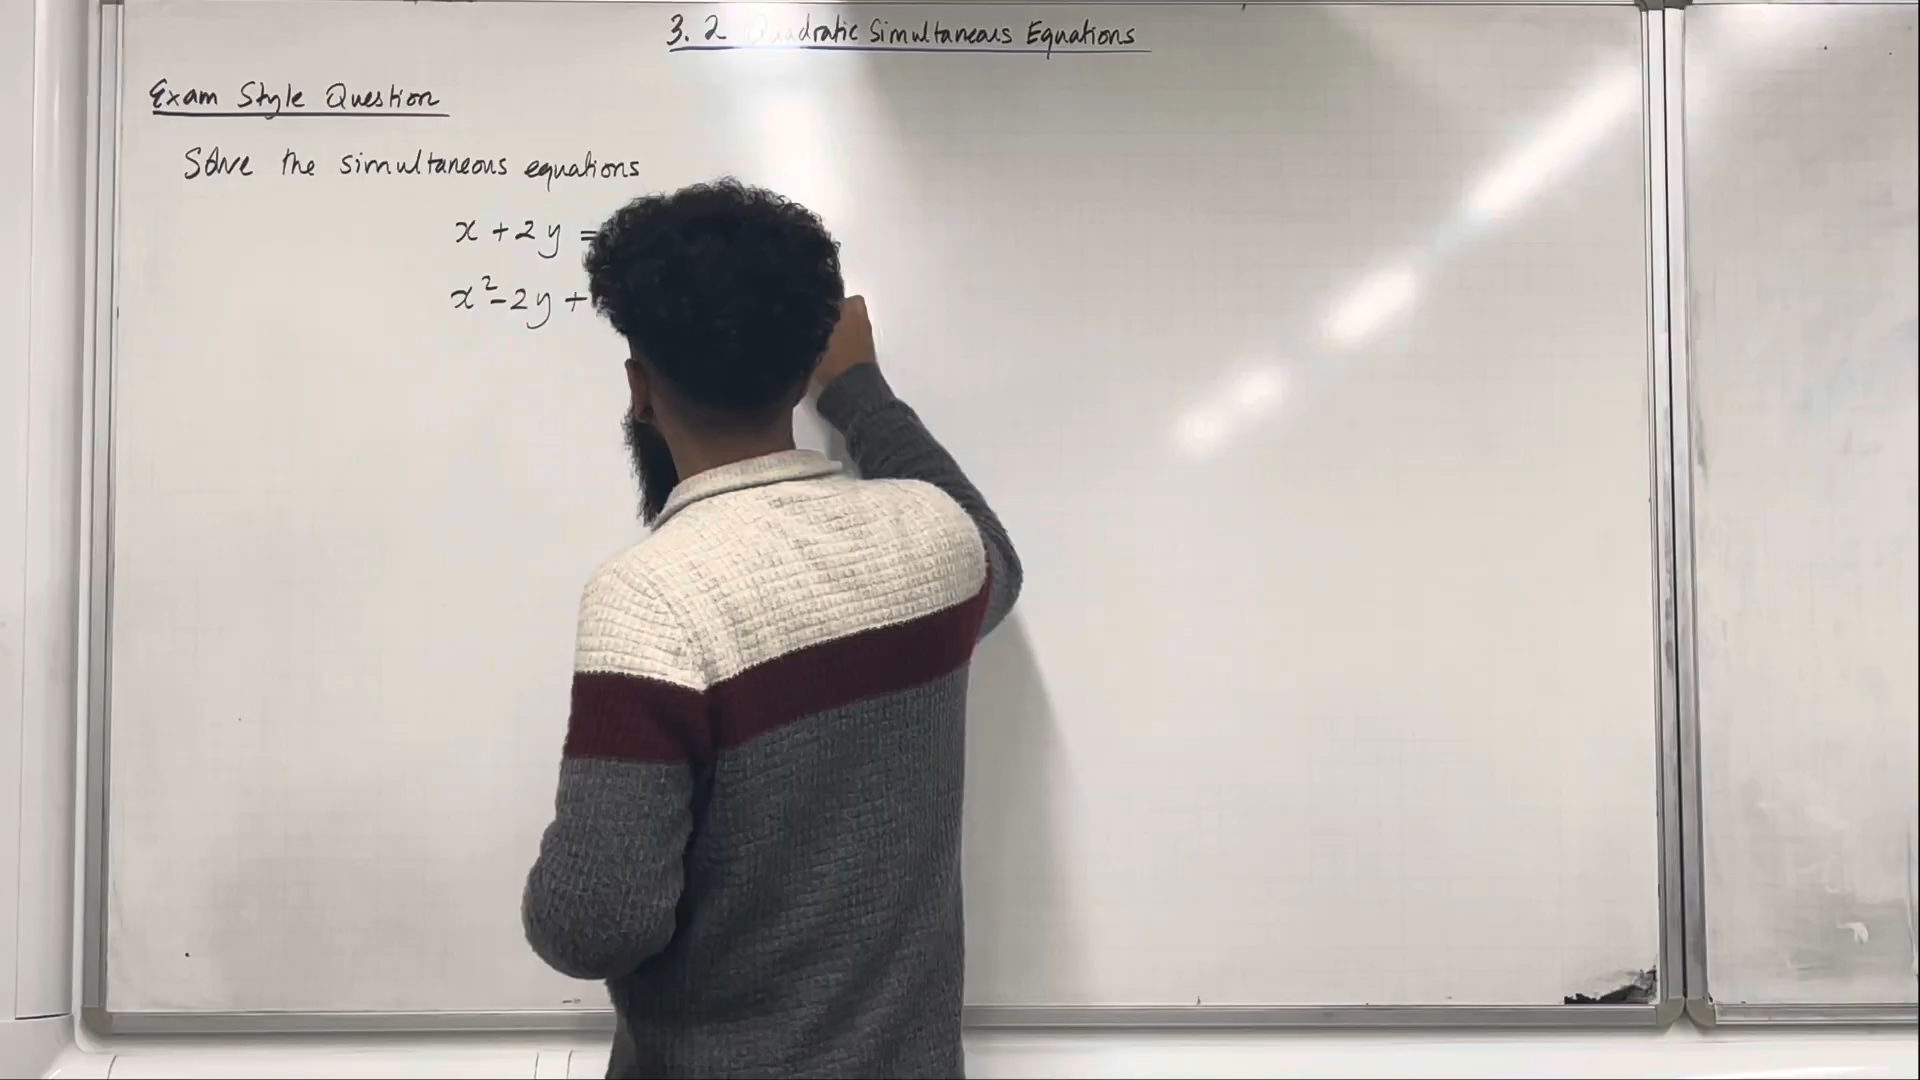 3.2 Quadratic Simultaneous Equations
Exam Style Question
Solve the simultaneous equations
x + 2y =
x² - 2y +